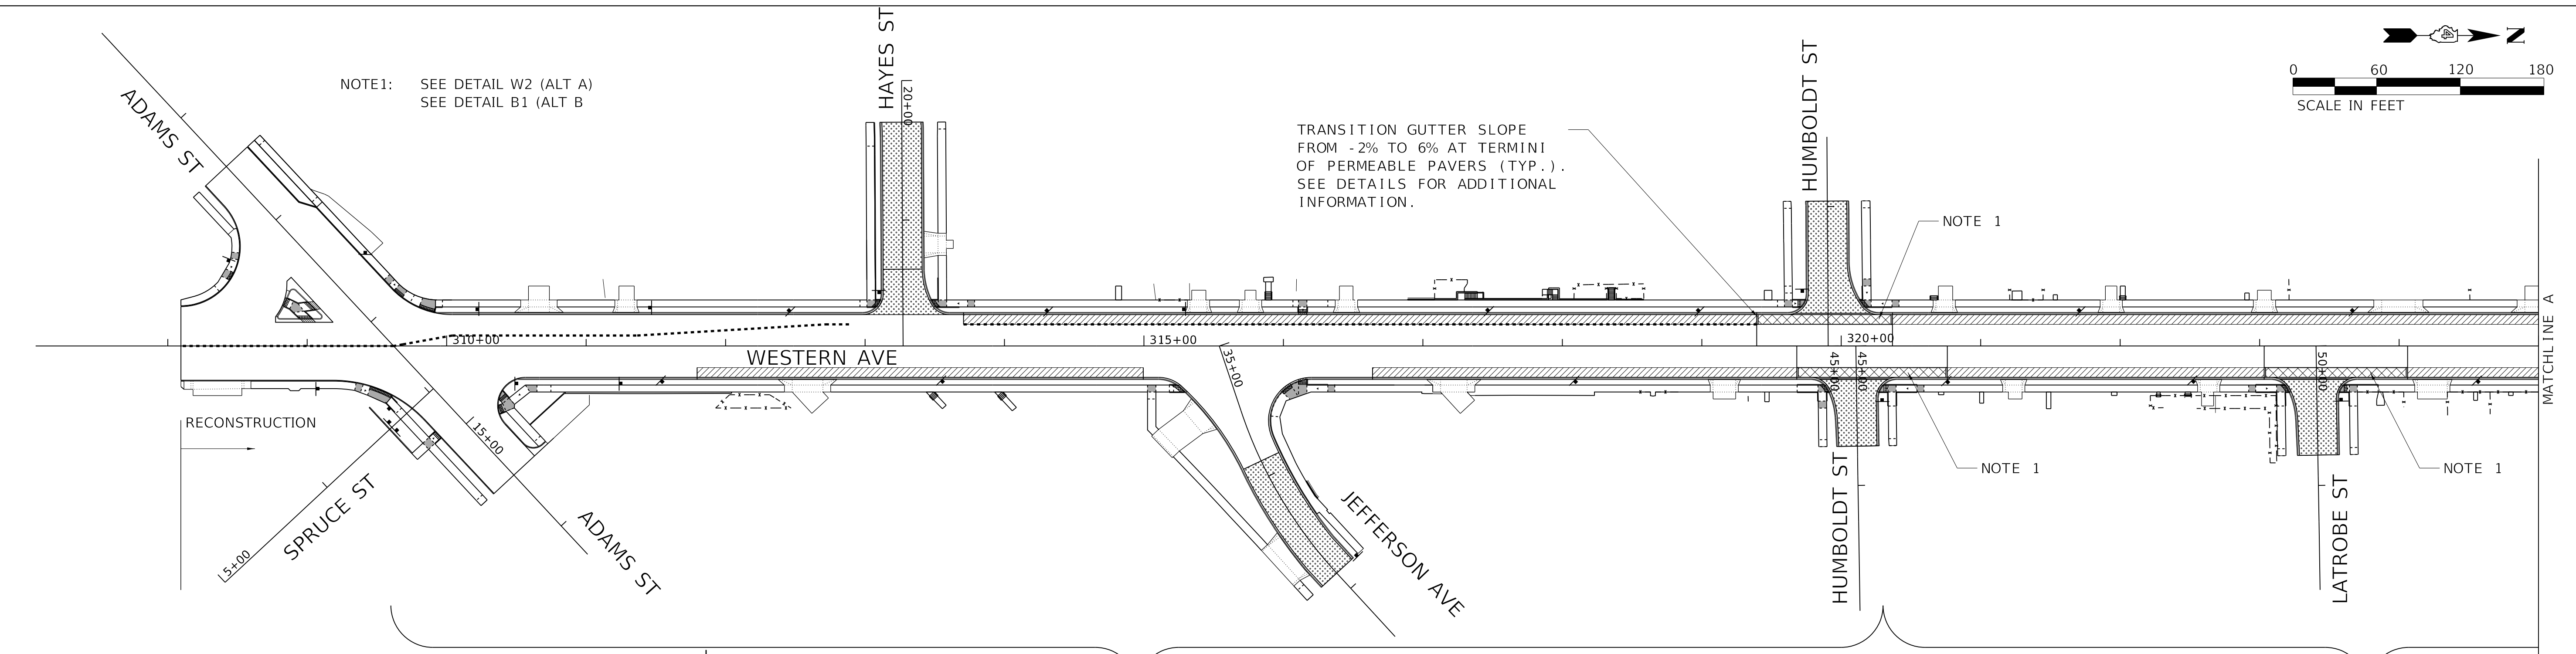 HAYES ST
HUMBOLDT ST
N
0 60 120 180
SCALE IN FEET
NOTE1: SEE DETAIL W2 (ALT A)
SEE DETAIL B1 (ALT B
ADAMS ST
20+00
TRANSITION GUTTER SLOPE
FROM -2% TO 6% AT TERMINI
OF PERMEABLE PAVERS (TYP.).
SEE DETAILS FOR ADDITIONAL
INFORMATION.
NOTE 1
310+00
315+00
320+00
WESTERN AVE
35+00
45+00
45+00
50+00
MATCHLINE A
RECONSTRUCTION
15+00
NOTE 1
NOTE 1
SPRUCE ST
5+00
ADAMS ST
JEFFERSON AVE
HUMBOLDT ST
LATROBE ST